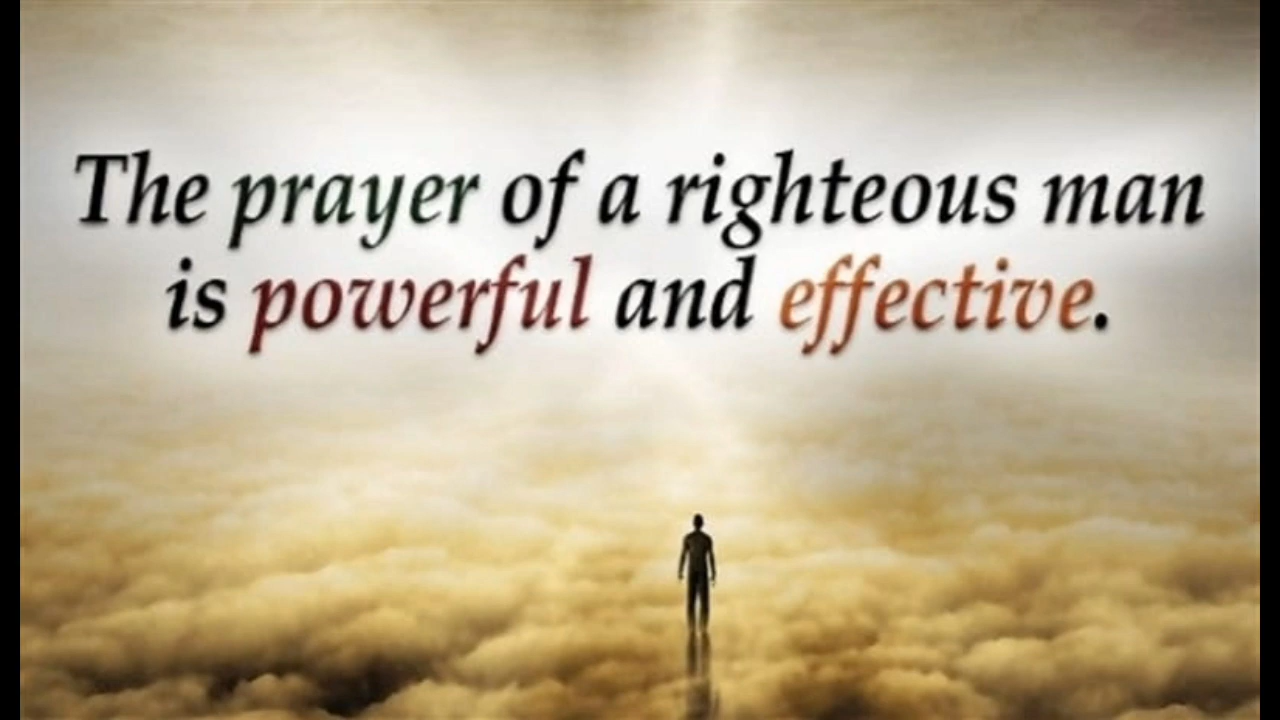 The prayer of a righteous man
is powerful and effective.